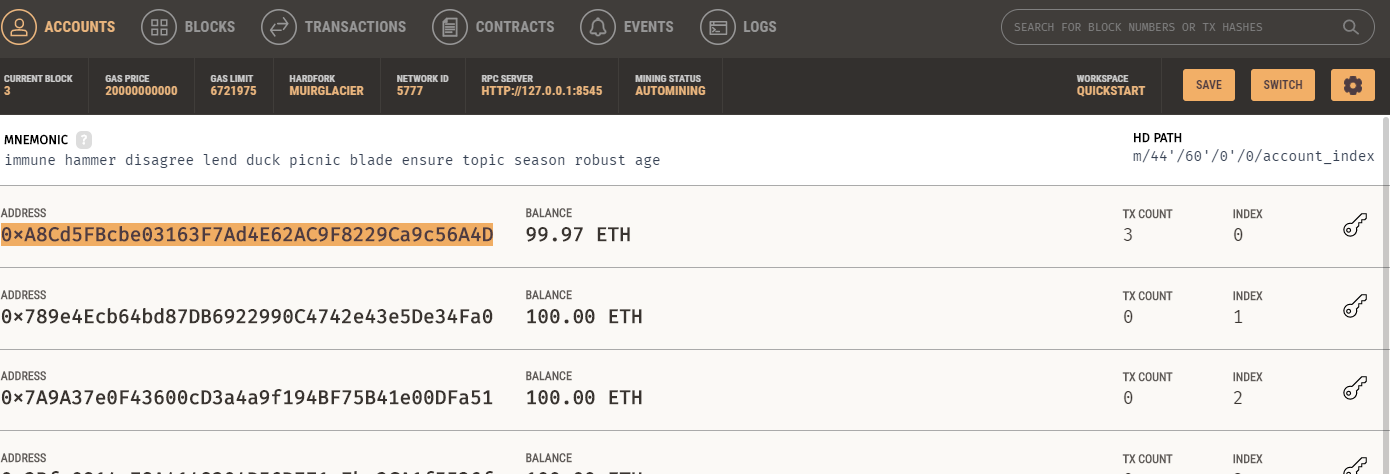 ACCOUNTS BLOCKS TRANSACTIONS CONTRACTS EVENTS LOGS SEARCH FOR BLOCK NUMBERS OR TX HASHES
CURRENT BLOCK GAS PRICE GAS LIMIT HARDFORK NETWORK ID RPC SERVER MINING STATUS WORKSPACE
3 20000000000 6721975 MUIRGLACIER 5777 HTTP://127.0.0.1:8545 AUTOMINING QUICKSTART SAVE SWITCH
MNEMONIC ? HD PATH
immune hammer disagree lend duck picnic blade ensure topic season robust age m/44'/60'/0'/0/account_index
ADDRESS BALANCE TX COUNT INDEX
0×A8Cd5FBcbe03163F7Ad4E62AC9F8229Ca9c56A4D 99.97 ETH 3 0
ADDRESS BALANCE TX COUNT INDEX
0×789e4Ecb64bd87DB6922990C4742e43e5De34Fa0 100.00 ETH 0 1
ADDRESS BALANCE TX COUNT INDEX
0×7A9A37e0F43600cD3a4a9f194BF75B41e00DFa51 100.00 ETH 0 2
ADDRESS BALANCE TX COUNT INDEX
100.00 ETH